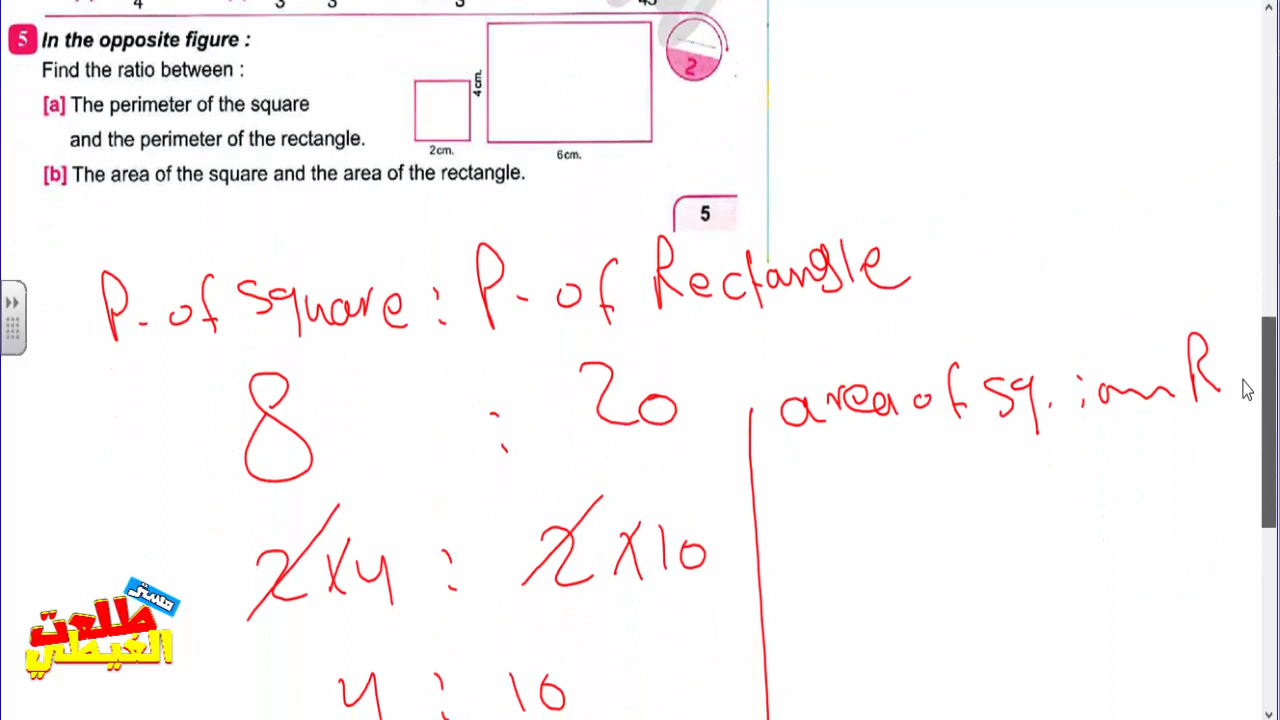 5 In the opposite figure :
Find the ratio between :
[a] The perimeter of the square
and the perimeter of the rectangle.
[b] The area of the square and the area of the rectangle.
2cm.
4cm.
6cm.
2
5
P. of square : P. of Rectangle
8 : 20
2 x 4 : 2 x 10
4 : 10
area of sq. : R
مستر
طلعت
الغيطي